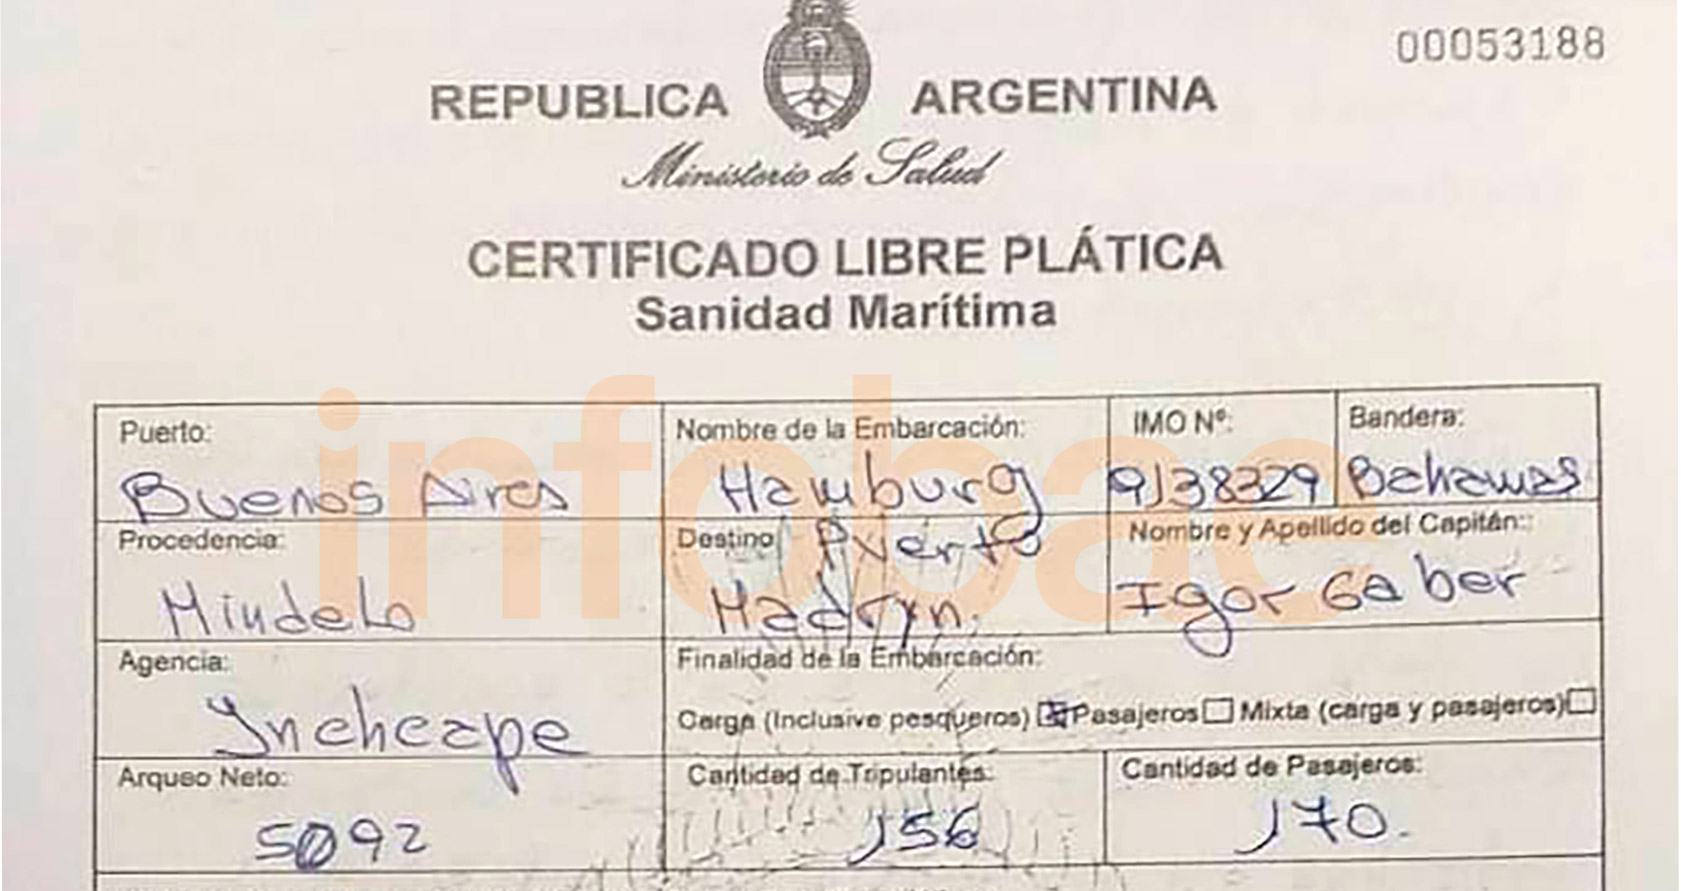 00053188
REPUBLICA ARGENTINA
Ministerio de Salud
CERTIFICADO LIBRE PLÁTICA
Sanidad Marítima
infobae
Puerto: Nombre de la Embarcación: IMO Nº: Bandera:
Buenos Aires Hamburg 9138329 Bahamas
Procedencia: Destino Puerto Nombre y Apellido del Capitán:
Mindelo Madryn. Igor Gaber
Agencia: Finalidad de la Embarcación:
Inchcape Carga (Inclusive pesqueros) Pasajeros Mixta (carga y pasajeros)
Arqueo Neto: Cantidad de Tripulantes: Cantidad de Pasajeros:
5092 156 170.